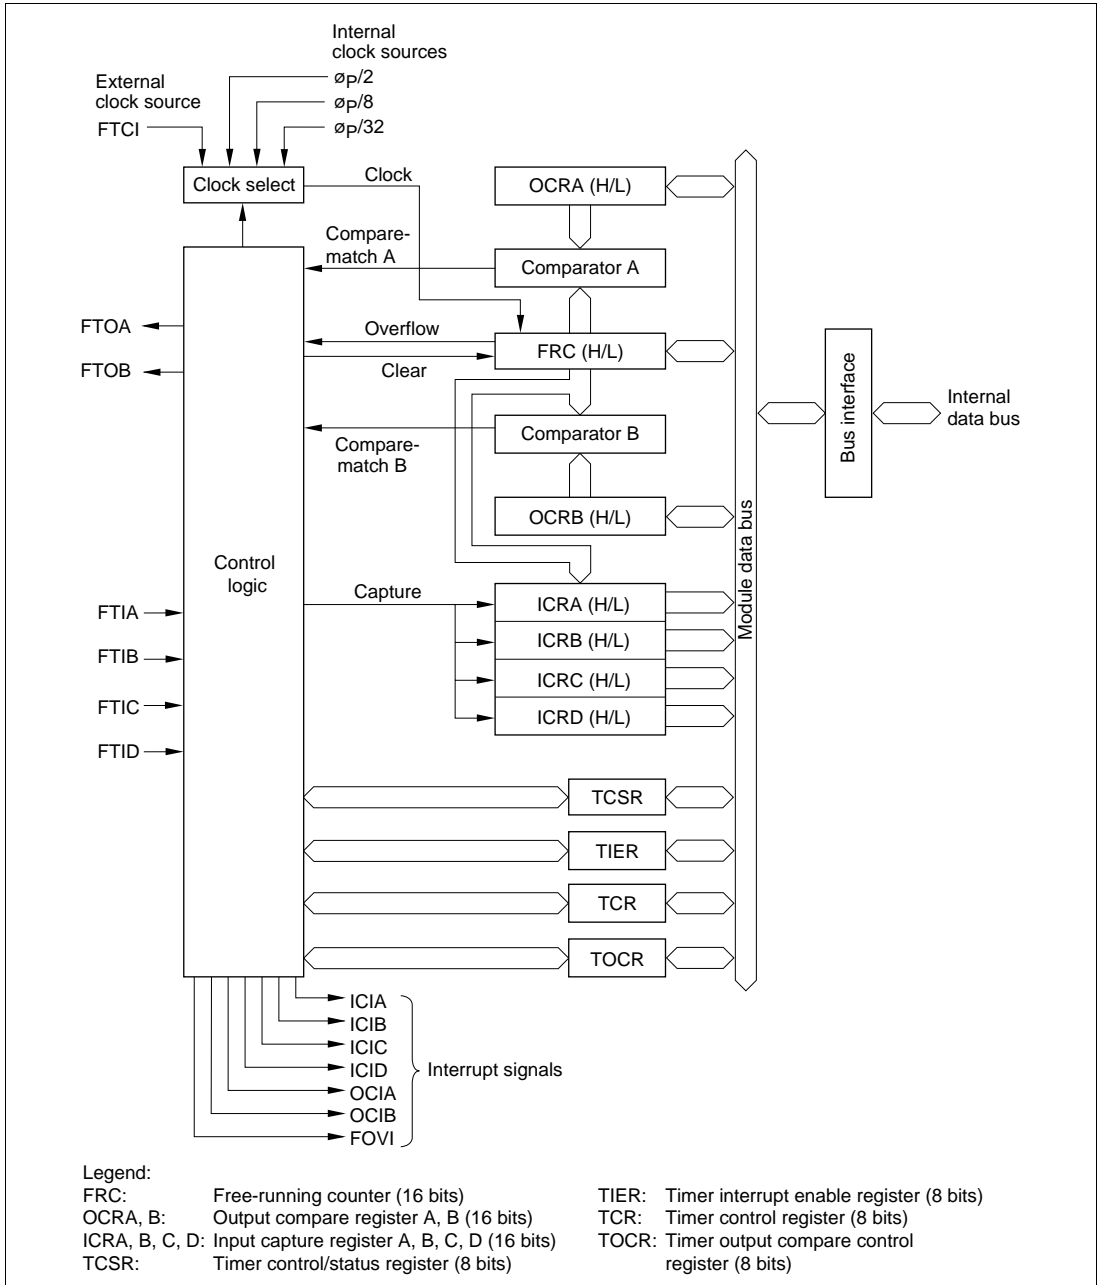 Internal
clock sources
External
clock source
øP/2
øP/8
FTCI
øP/32
Clock select
Clock
OCRA (H/L)
Compare-
match A
Comparator A
FTOA
Overflow
FRC (H/L)
FTOB
Clear
Comparator B
Compare-
match B
OCRB (H/L)
Bus interface
Internal
data bus
Module data bus
Control
logic
Capture
FTIA
FTIB
FTIC
FTID
ICRA (H/L)
ICRB (H/L)
ICRC (H/L)
ICRD (H/L)
TCSR
TIER
TCR
TOCR
ICIA
ICIB
ICIC
ICID
OCIA
OCIB
FOVI
Interrupt signals
Legend:
FRC: Free-running counter (16 bits)
OCRA, B: Output compare register A, B (16 bits)
ICRA, B, C, D: Input capture register A, B, C, D (16 bits)
TCSR: Timer control/status register (8 bits)
TIER: Timer interrupt enable register (8 bits)
TCR: Timer control register (8 bits)
TOCR: Timer output compare control
register (8 bits)